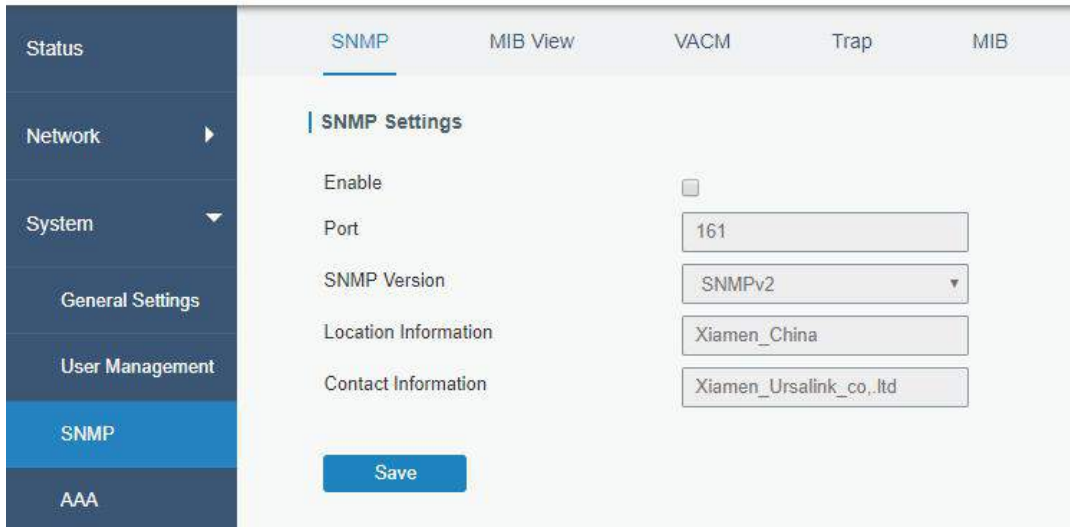 Status
Network
System
General Settings
User Management
SNMP
AAA
SNMP MIB View VACM Trap MIB
SNMP Settings
Enable
Port 161
SNMP Version SNMPv2
Location Information Xiamen_China
Contact Information Xiamen_Ursalink_co,.ltd
Save